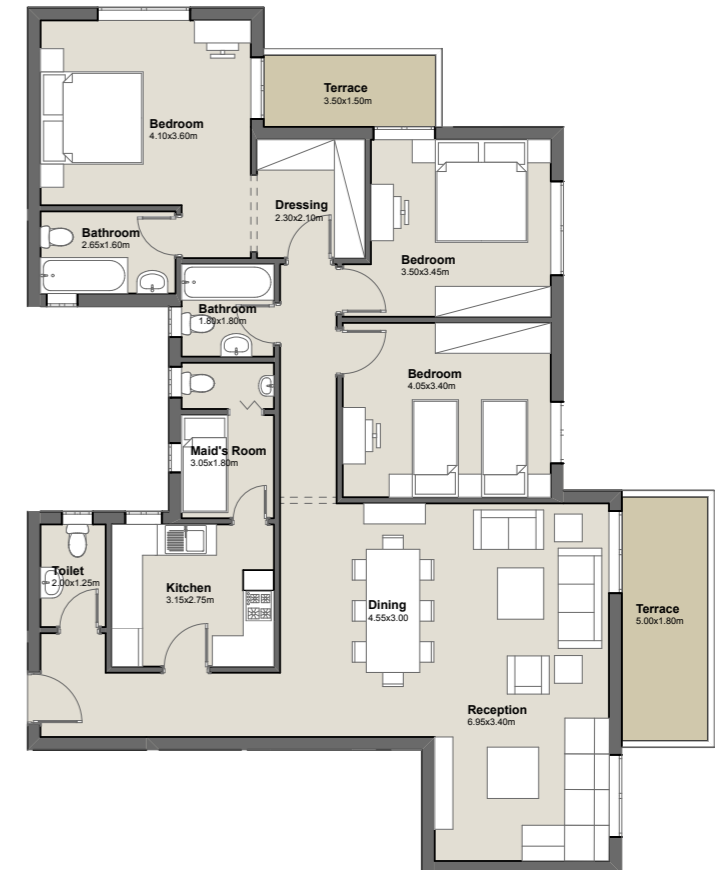 Terrace
3.50x1.50m
Bedroom
4.10x3.60m
Dressing
2.30x2.10m
Bathroom
2.65x1.60m
Bedroom
3.50x3.45m
Bathroom
1.80x1.80m
Bedroom
4.05x3.40m
Maid's Room
3.05x1.80m
Toilet
2.00x1.25m
Kitchen
3.15x2.75m
Dining
4.55x3.00
Terrace
5.00x1.80m
Reception
6.95x3.40m